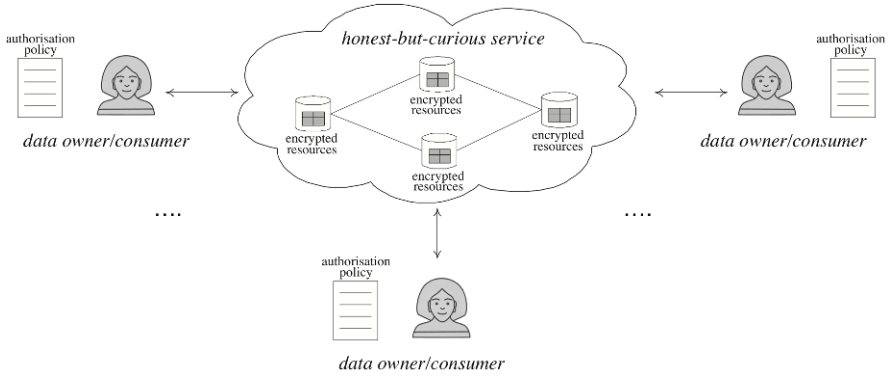 honest-but-curious service
authorisation
policy
data owner/consumer
encrypted
resources
encrypted
resources
encrypted
resources
encrypted
resources
authorisation
policy
data owner/consumer
....
....
authorisation
policy
data owner/consumer